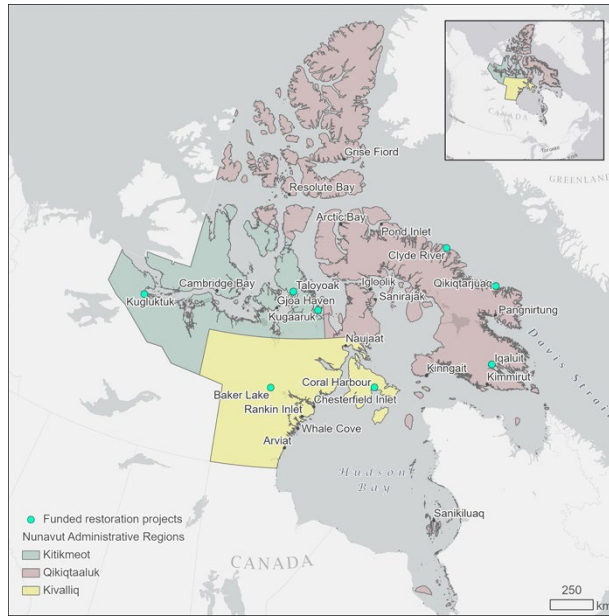 CANADA
Toronto
GREENLAND
Grise Fiord
Resolute Bay
Arctic Bay
Pond Inlet
Clyde River
Cambridge Bay
Taloyoak
Igloolik
Qikiqtarjuaq
Kugluktuk
Gjoa Haven
Sanirajak
Kugaaruk
Pangnirtung
Naujaat
Davis Strait
Iqaluit
Coral Harbour
Kinngait
Kimmirut
Baker Lake
Chesterfield Inlet
Rankin Inlet
Whale Cove
Arviat
Hudson
Bay
Sanikiluaq
Funded restoration projects
Nunavut Administrative Regions
Kitikmeot
Qikiqtaaluk
Kivalliq
CANADA
250
km